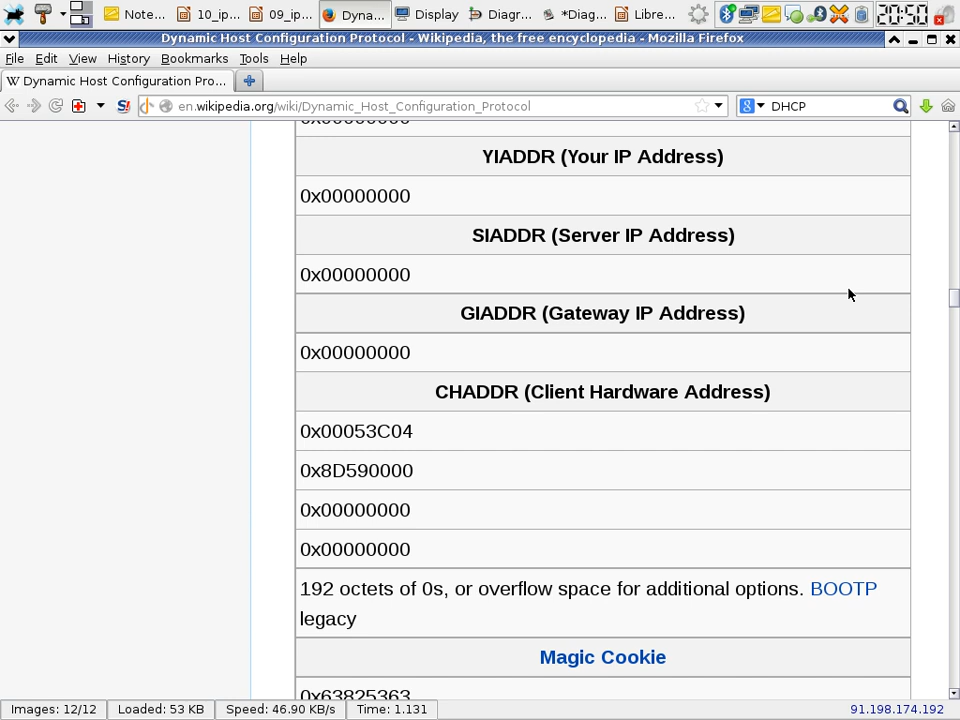 Note...
10_ip...
09_ip...
Dyna...
Display
Diagr...
*Diag...
Libre...
20:50
Dynamic Host Configuration Protocol - Wikipedia, the free encyclopedia - Mozilla Firefox
File Edit View History Bookmarks Tools Help
W Dynamic Host Configuration Pro...
en.wikipedia.org/wiki/Dynamic_Host_Configuration_Protocol
DHCP
0x00000000
YIADDR (Your IP Address)
0x00000000
SIADDR (Server IP Address)
0x00000000
GIADDR (Gateway IP Address)
0x00000000
CHADDR (Client Hardware Address)
0x00053C04
0x8D590000
0x00000000
0x00000000
192 octets of 0s, or overflow space for additional options. BOOTP
legacy
Magic Cookie
0x63825363
Images: 12/12 Loaded: 53 KB Speed: 46.90 KB/s Time: 1.131 91.198.174.192